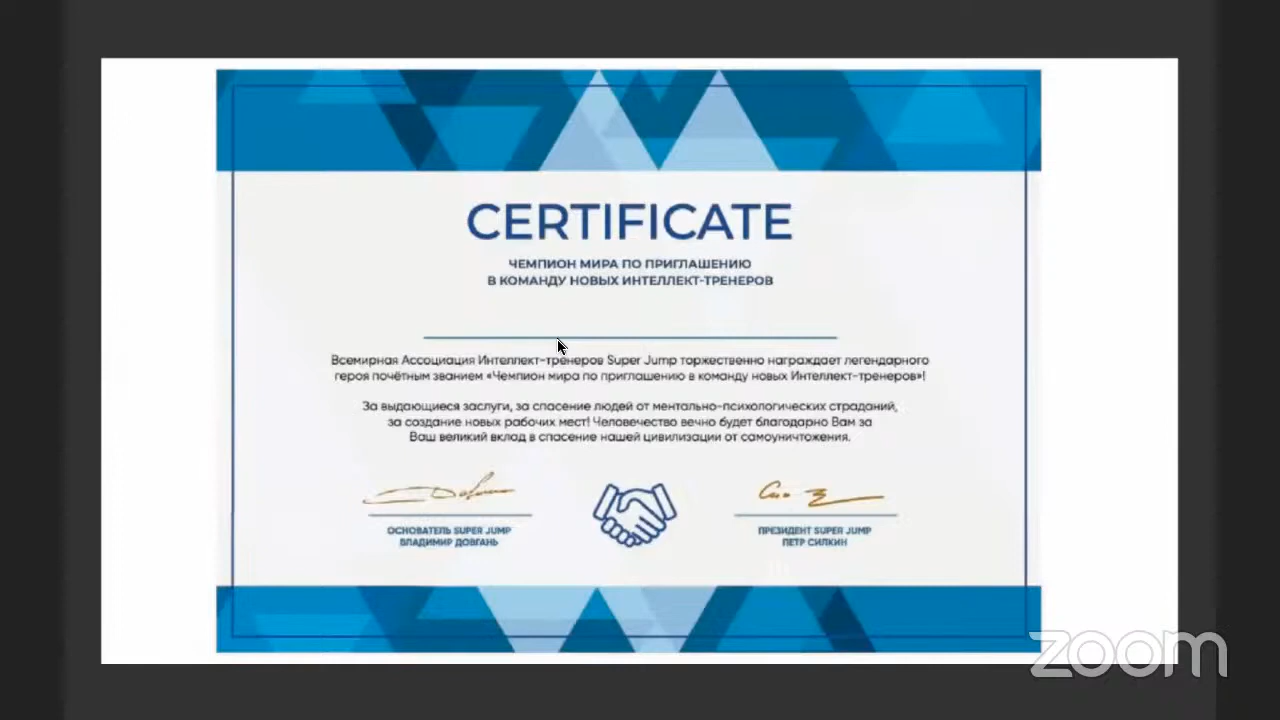 CERTIFICATE
ЧЕМПИОН МИРА ПО ПРИГЛАШЕНИЮ
В КОМАНДУ НОВЫХ ИНТЕЛЛЕКТ-ТРЕНЕРОВ
Всемирная Ассоциация Интеллект-тренеров Super Jump торжественно награждает легендарного
героя почётным званием «Чемпион мира по приглашению в команду новых Интеллект-тренеров»!
За выдающиеся заслуги, за спасение людей от ментально-психологических страданий,
за создание новых рабочих мест! Человечество вечно будет благодарно Вам за
Ваш великий вклад в спасение нашей цивилизации от самоуничтожения.
ОСНОВАТЕЛЬ SUPER JUMP
ВЛАДИМИР ДОВГАНЬ
ПРЕЗИДЕНТ SUPER JUMP
ПЕТР СИЛКИН
zoom